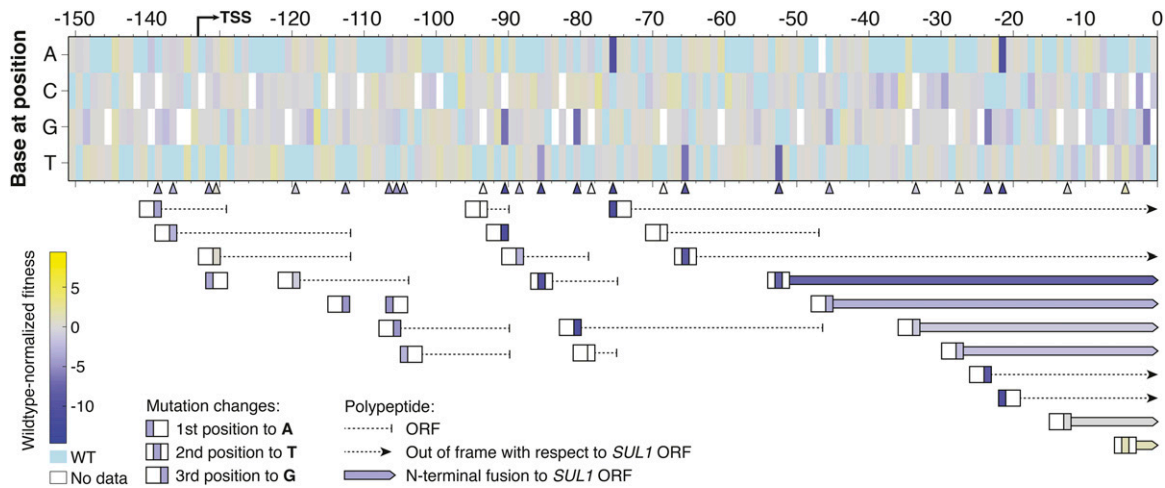 -150 -140 TSS -120 -110 -100 -90 -80 -70 -60 -50 -40 -30 -20 -10 0
Base at position
A
C
G
T
Wildtype-normalized fitness
5
0
-5
-10
WT
No data
Mutation changes:
1st position to A
2nd position to T
3rd position to G
Polypeptide:
ORF
Out of frame with respect to SUL1 ORF
N-terminal fusion to SUL1 ORF